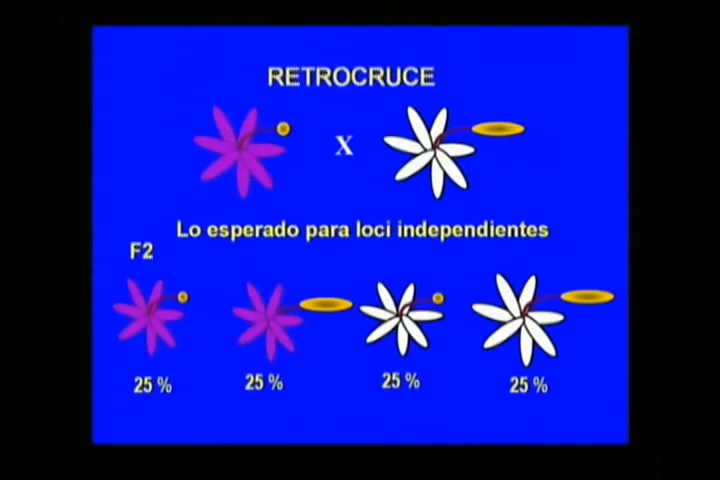 RETROCRUCE
X
Lo esperado para loci independientes
F2
25 %
25 %
25 %
25 %